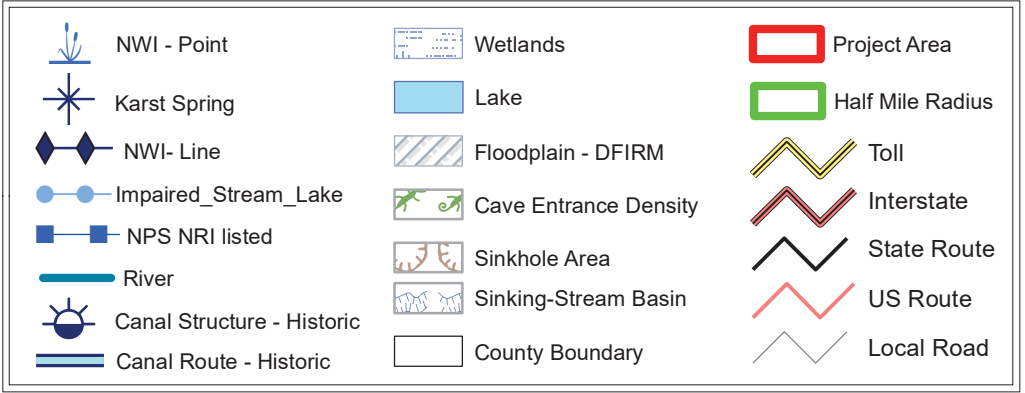 NWI - Point
Karst Spring
NWI- Line
Impaired_Stream_Lake
NPS NRI listed
River
Canal Structure - Historic
Canal Route - Historic
Wetlands
Lake
Floodplain - DFIRM
Cave Entrance Density
Sinkhole Area
Sinking-Stream Basin
County Boundary
Project Area
Half Mile Radius
Toll
Interstate
State Route
US Route
Local Road